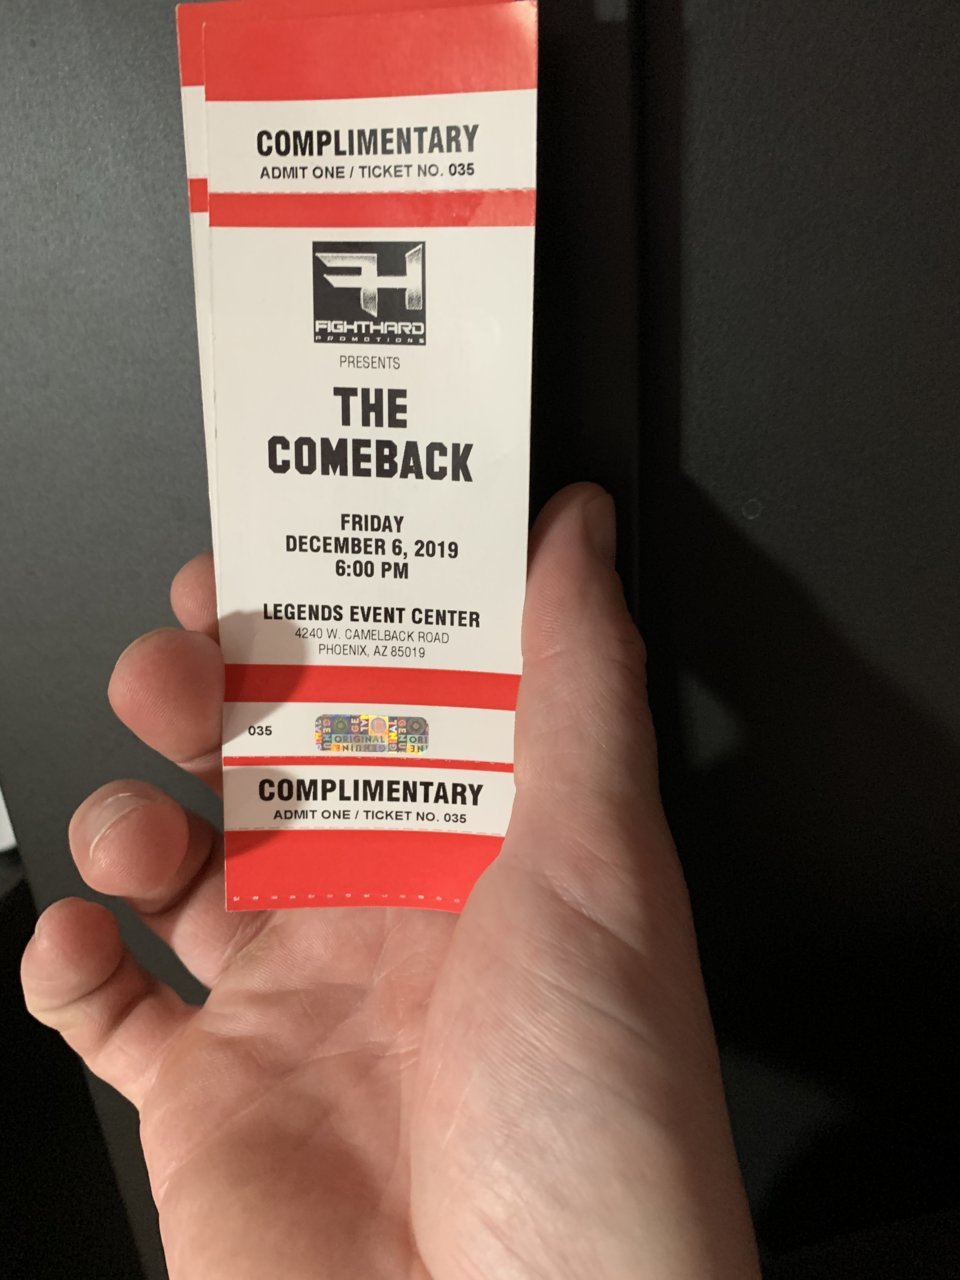 COMPLIMENTARY
ADMIT ONE / TICKET NO. 035
FH
FIGHTHARD
PROMOTIONS
PRESENTS
THE
COMEBACK
FRIDAY
DECEMBER 6, 2019
6:00 PM
LEGENDS EVENT CENTER
4240 W. CAMELBACK ROAD
PHOENIX, AZ 85019
035
ORIGINAL
COMPLIMENTARY
ADMIT ONE / TICKET NO. 035